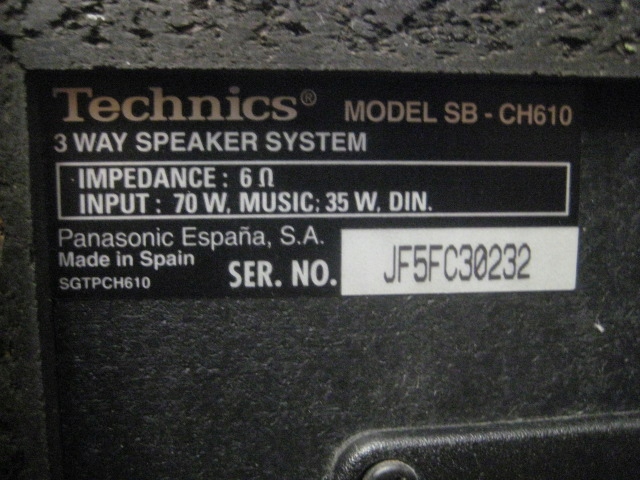 Technics® MODEL SB - CH610
3 WAY SPEAKER SYSTEM
IMPEDANCE : 6 Ω
INPUT : 70 W, MUSIC; 35 W, DIN.
Panasonic España, S.A.
Made in Spain
SGTPCH610
SER. NO. JF5FC30232